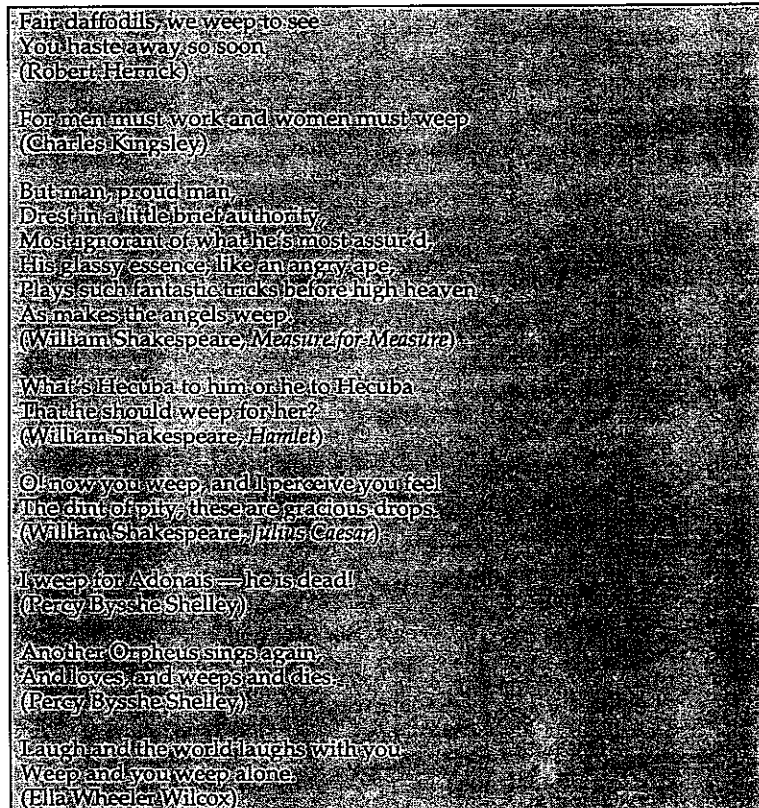 Fair daffodils, we weep to see
You haste away so soon
(Robert Herrick)
For men must work and women must weep
(Charles Kingsley)
But man, proud man,
Drest in a little brief authority,
Most ignorant of what he's most assur'd,
His glassy essence, like an angry ape,
Plays such fantastic tricks before high heaven
As makes the angels weep.
(William Shakespeare, Measure for Measure)
What's Hecuba to him or he to Hecuba
That he should weep for her?
(William Shakespeare, Hamlet)
O! now you weep, and I perceive you feel
The dint of pity, these are gracious drops.
(William Shakespeare, Julius Caesar)
I weep for Adonais — he is dead!
(Percy Bysshe Shelley)
Another Orpheus sings again,
And loves, and weeps and dies.
(Percy Bysshe Shelley)
Laugh and the world laughs with you
Weep and you weep alone.
(Ella Wheeler Wilcox)